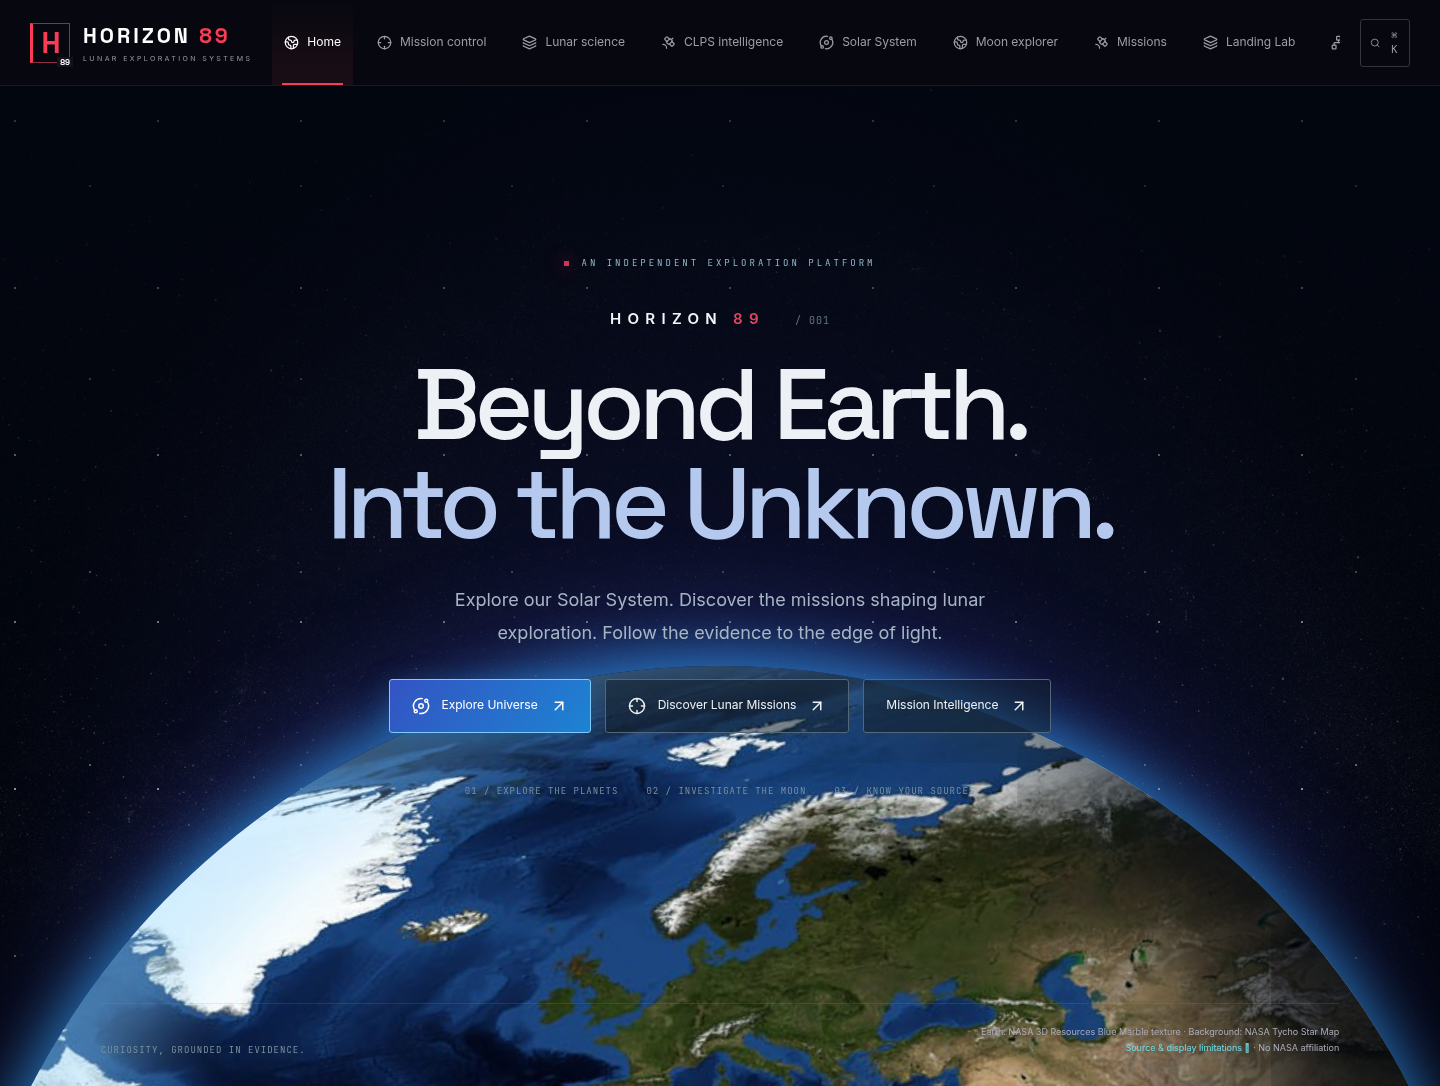 H
89
HORIZON 89
LUNAR EXPLORATION SYSTEMS
Home
Mission control
Lunar science
CLPS intelligence
Solar System
Moon explorer
Missions
Landing Lab
⌘
K
AN INDEPENDENT EXPLORATION PLATFORM
HORIZON 89 / 001
Beyond Earth.
Into the Unknown.
Explore our Solar System. Discover the missions shaping lunar
exploration. Follow the evidence to the edge of light.
Explore Universe
Discover Lunar Missions
Mission Intelligence
01 / EXPLORE THE PLANETS
02 / INVESTIGATE THE MOON
03 / KNOW YOUR SOURCES
Earth: NASA 3D Resources Blue Marble texture · Background: NASA Tycho Star Map
Source & display limitations · No NASA affiliation
CURIOSITY, GROUNDED IN EVIDENCE.